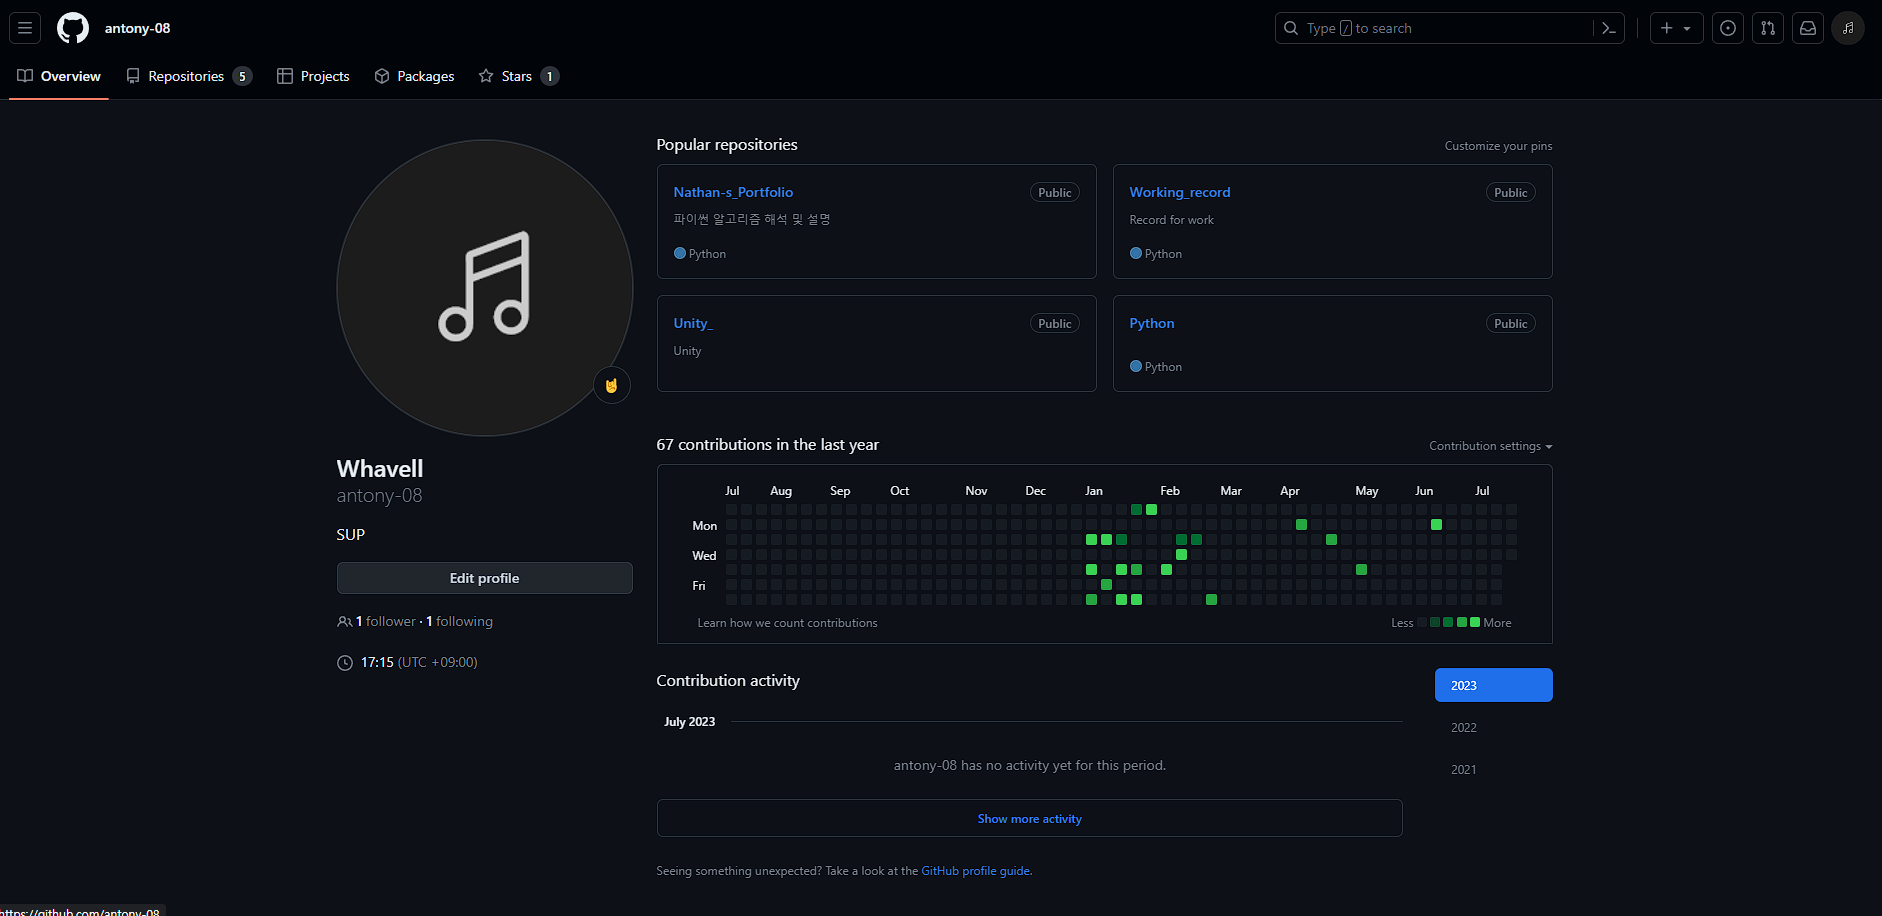 antony-08
Type / to search
Overview
Repositories 5
Projects
Packages
Stars 1
Whavell
antony-08
SUP
Edit profile
1 follower · 1 following
17:15 (UTC +09:00)
Popular repositories
Customize your pins
Nathan-s_Portfolio
Public
파이썬 알고리즘 해석 및 설명
Python
Working_record
Public
Record for work
Python
Unity_
Public
Unity
Python
Public
Python
67 contributions in the last year
Contribution settings
Jul Aug Sep Oct Nov Dec Jan Feb Mar Apr May Jun Jul
Mon
Wed
Fri
Learn how we count contributions
Less More
Contribution activity
2023
2022
2021
July 2023
antony-08 has no activity yet for this period.
Show more activity
Seeing something unexpected? Take a look at the GitHub profile guide.
https://github.com/antony-08